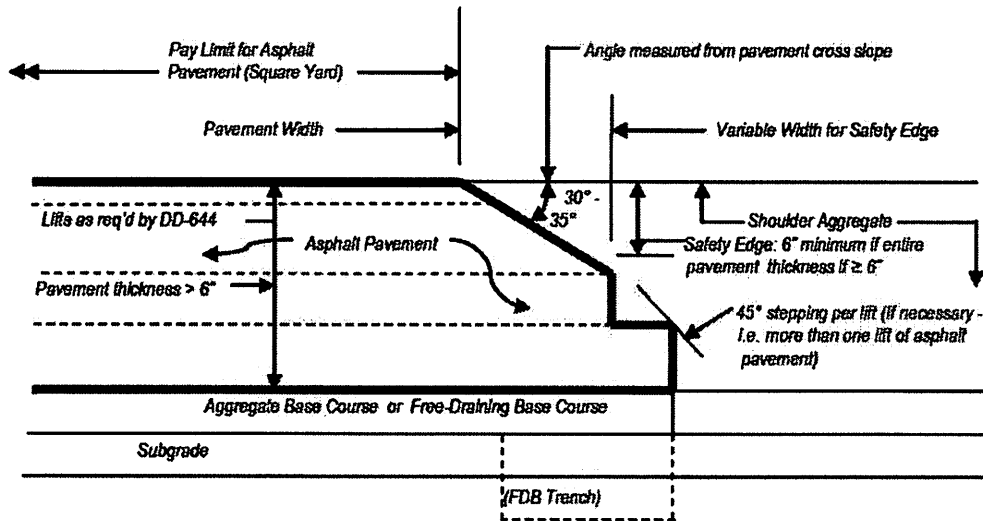 Pay Limit for Asphalt
Pavement (Square Yard)
Angle measured from pavement cross slope
Pavement Width
Variable Width for Safety Edge
30° -
35°
Lifts as req'd by DD-644
Shoulder Aggregate
Asphalt Pavement
Safety Edge: 6" minimum if entire
pavement thickness if ≥ 6"
Pavement thickness > 6"
45° stepping per lift (if necessary -
i.e. more than one lift of asphalt
pavement)
Aggregate Base Course or Free-Draining Base Course
Subgrade
(FDB Trench)